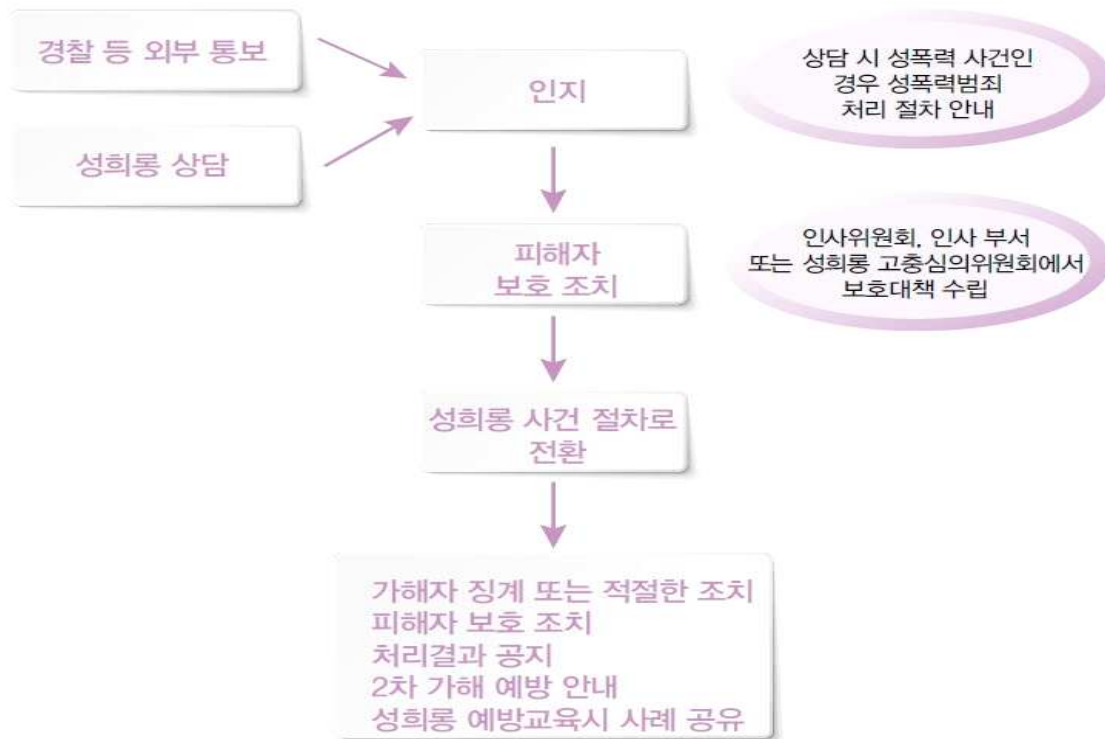 경찰 등 외부 통보
성희롱 상담
인지
상담 시 성폭력 사건인
경우 성폭력범죄
처리 절차 안내
피해자
보호 조치
인사위원회, 인사 부서
또는 성희롱 고충심의위원회에서
보호대책 수립
성희롱 사건 절차로
전환
가해자 징계 또는 적절한 조치
피해자 보호 조치
처리결과 공지
2차 가해 예방 안내
성희롱 예방교육시 사례 공유